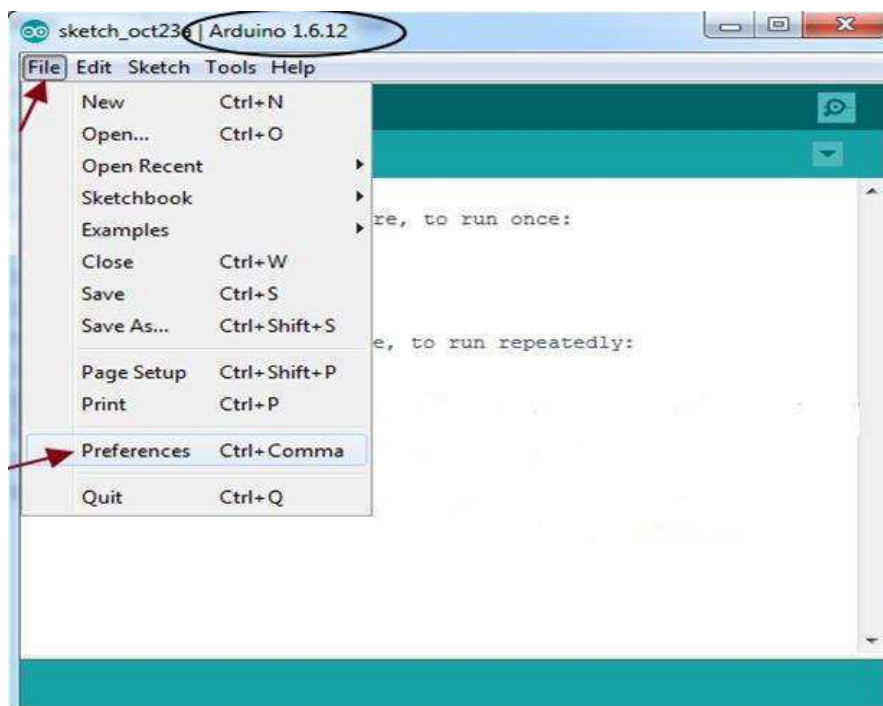 sketch_oct23a | Arduino 1.6.12
File Edit Sketch Tools Help
New Ctrl+N
Open... Ctrl+O
Open Recent
Sketchbook
Examples
Close Ctrl+W
Save Ctrl+S
Save As... Ctrl+Shift+S
Page Setup Ctrl+Shift+P
Print Ctrl+P
Preferences Ctrl+Comma
Quit Ctrl+Q
re, to run once:
e, to run repeatedly: